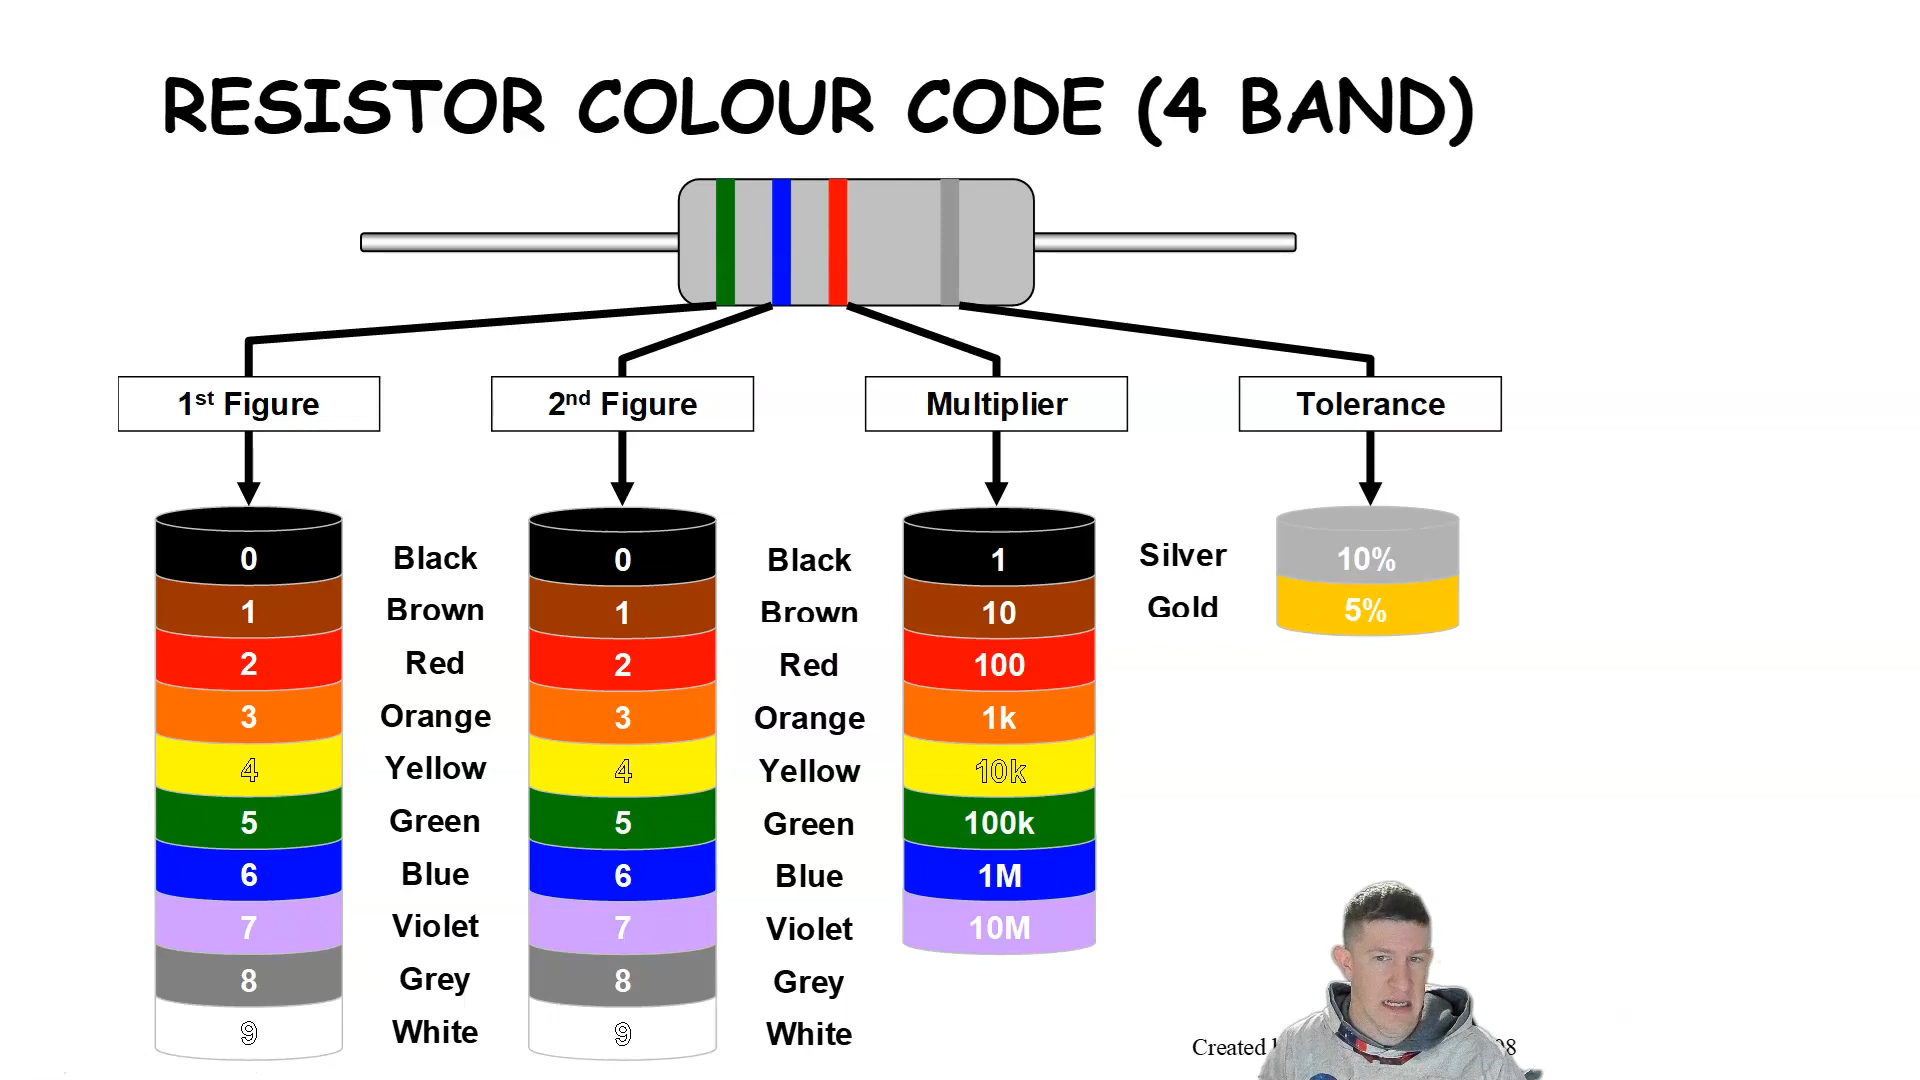 RESISTOR COLOUR CODE (4 BAND)
1st Figure
2nd Figure
Multiplier
Tolerance
0 Black 0 Black 1 Silver 10%
1 Brown 1 Brown 10 Gold 5%
2 Red 2 Red 100
3 Orange 3 Orange 1k
4 Yellow 4 Yellow 10k
5 Green 5 Green 100k
6 Blue 6 Blue 1M
7 Violet 7 Violet 10M
8 Grey 8 Grey
9 White 9 White
Created